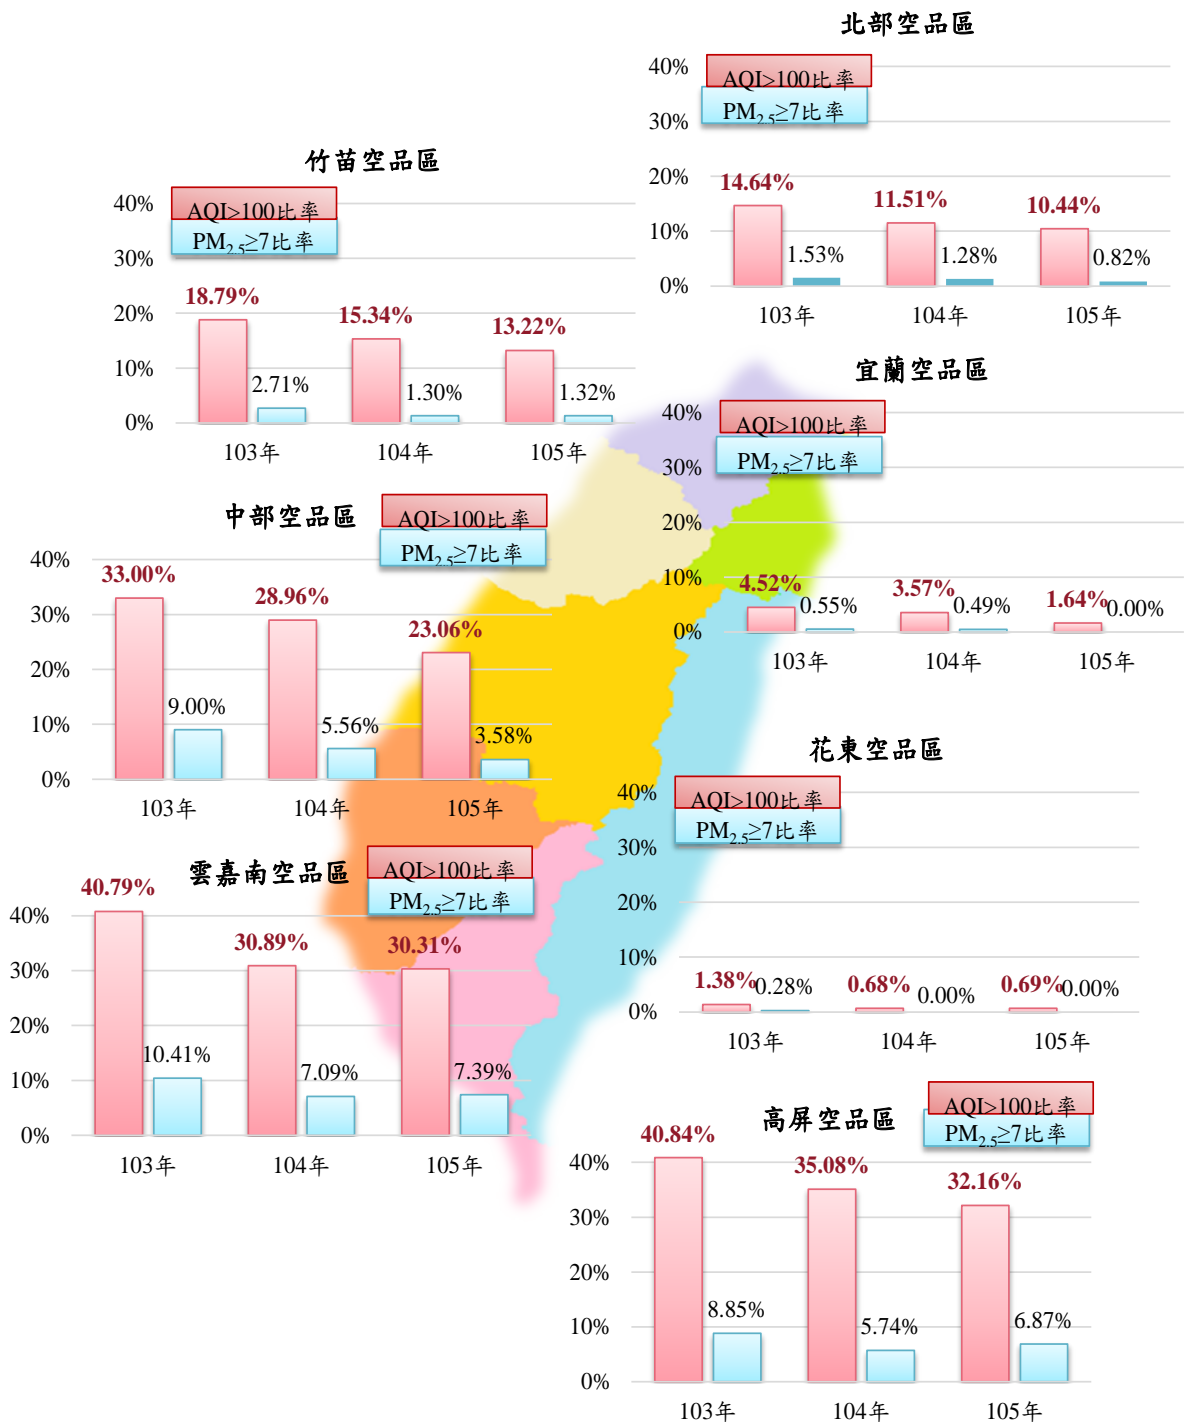 北部空品區
40%
30%
20%
10%
0%
AQI>100比率
PM2.5≥7比率
14.64%
11.51%
10.44%
1.53%
1.28%
0.82%
103年
104年
105年
竹苗空品區
40%
30%
20%
10%
0%
AQI>100比率
PM2.5≥7比率
18.79%
15.34%
13.22%
2.71%
1.30%
1.32%
103年
104年
105年
宜蘭空品區
40%
30%
20%
10%
0%
AQI>100比率
PM2.5≥7比率
4.52%
3.57%
1.64%
0.55%
0.49%
0.00%
103年
104年
105年
中部空品區
40%
30%
20%
10%
0%
AQI>100比率
PM2.5≥7比率
33.00%
28.96%
23.06%
9.00%
5.56%
3.58%
103年
104年
105年
花東空品區
40%
30%
20%
10%
0%
AQI>100比率
PM2.5≥7比率
1.38%
0.68%
0.69%
0.28%
0.00%
0.00%
103年
104年
105年
雲嘉南空品區
40%
30%
20%
10%
0%
AQI>100比率
PM2.5≥7比率
40.79%
30.89%
30.31%
10.41%
7.09%
7.39%
103年
104年
105年
高屏空品區
40%
30%
20%
10%
0%
AQI>100比率
PM2.5≥7比率
40.84%
35.08%
32.16%
8.85%
5.74%
6.87%
103年
104年
105年